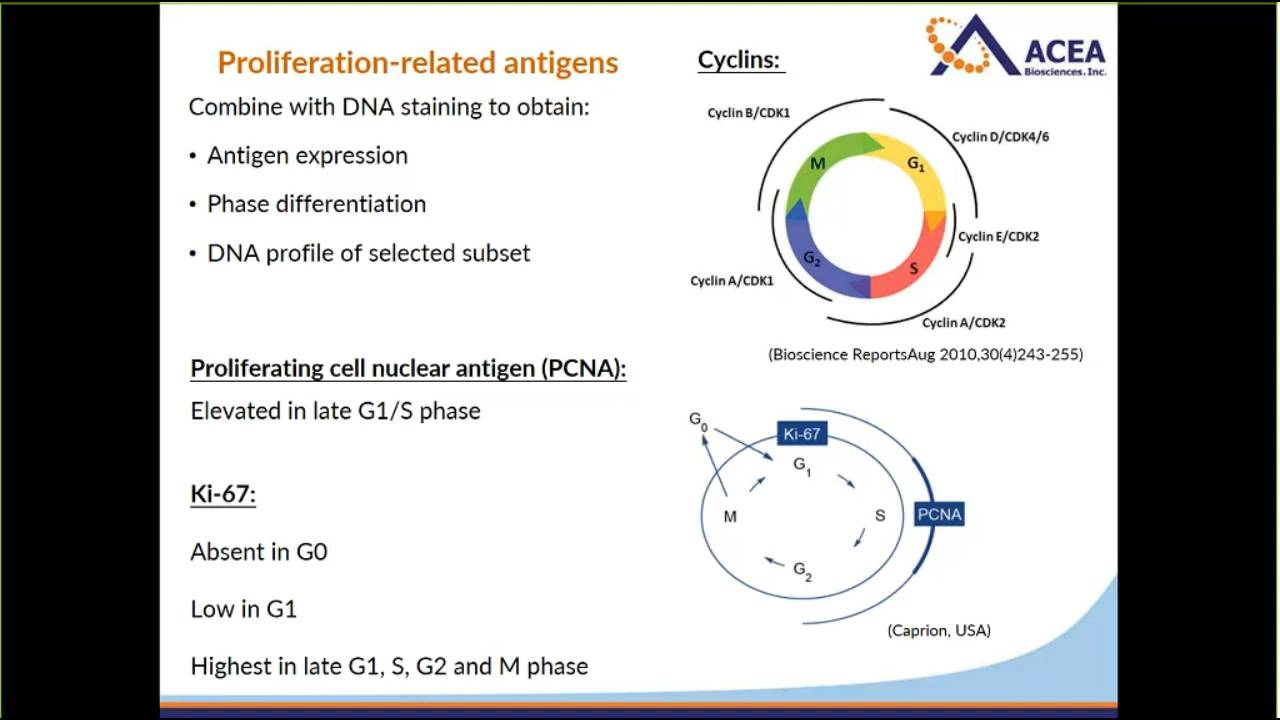 Proliferation-related antigens
Combine with DNA staining to obtain:
• Antigen expression
• Phase differentiation
• DNA profile of selected subset
Proliferating cell nuclear antigen (PCNA):
Elevated in late G1/S phase
Ki-67:
Absent in G0
Low in G1
Highest in late G1, S, G2 and M phase
Cyclins:
ACEA
Biosciences, Inc.
Cyclin B/CDK1
Cyclin D/CDK4/6
M
G1
Cyclin E/CDK2
G2
S
Cyclin A/CDK1
Cyclin A/CDK2
(Bioscience ReportsAug 2010,30(4)243-255)
G0
Ki-67
G1
M
S
PCNA
G2
(Caprion, USA)